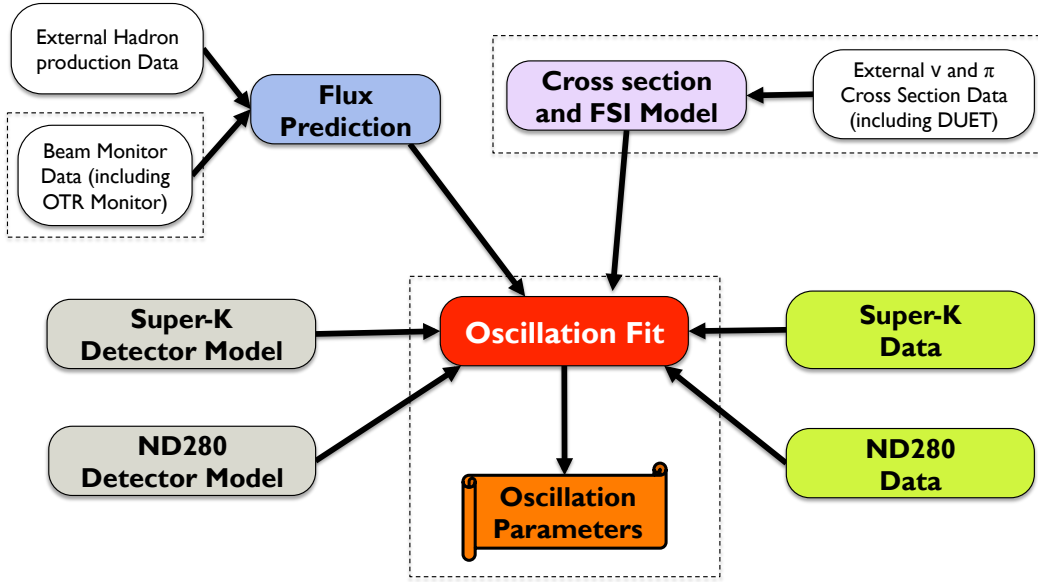 External Hadron
production Data
Beam Monitor
Data (including
OTR Monitor)
Flux
Prediction
Cross section
and FSI Model
External ν and π
Cross Section Data
(including DUET)
Super-K
Detector Model
Oscillation Fit
Super-K
Data
ND280
Detector Model
ND280
Data
Oscillation
Parameters